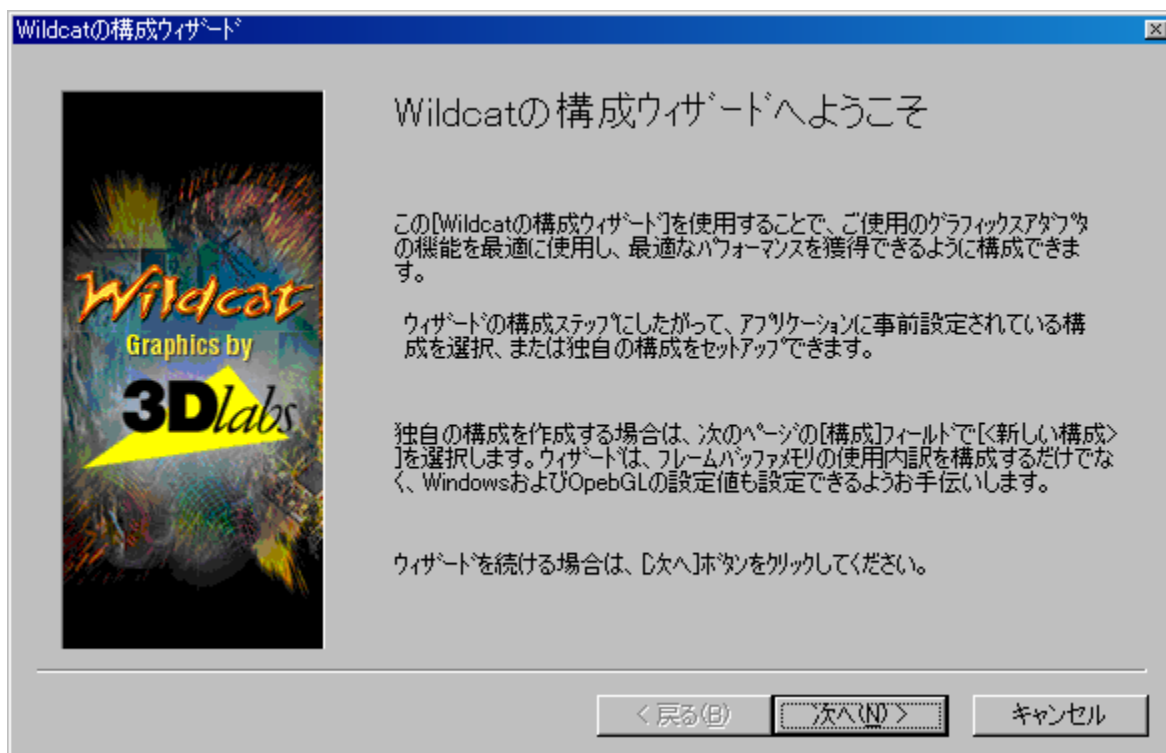 Wildcatの構成ウィザード
Wildcatの構成ウィザードへようこそ
この[Wildcatの構成ウィザード]を使用することで、ご使用のグラフィックスアダプタ
の機能を最適に使用し、最適なパフォーマンスを獲得できるように構成できま
す。
ウィザードの構成ステップにしたがって、アプリケーションに事前設定されている構
成を選択、または独自の構成をセットアップできます。
独自の構成を作成する場合は、次のページの[構成]フィールドで[<新しい構成>
]を選択します。ウィザードは、フレームバッファメモリの使用内訳を構成するだけでな
く、WindowsおよびOpebGLの設定値も設定できるようお手伝いします。
ウィザードを続ける場合は、[次へ]ボタンをクリックしてください。
Wildcat
Graphics by
3Dlabs
< 戻る(B)
次へ(N) >
キャンセル